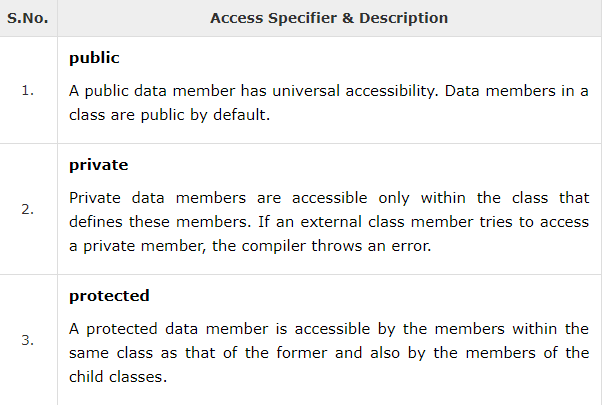 S.No. Access Specifier & Description
public
1. A public data member has universal accessibility. Data members in a
class are public by default.
private
Private data members are accessible only within the class that
2. defines these members. If an external class member tries to access
a private member, the compiler throws an error.
protected
A protected data member is accessible by the members within the
3. same class as that of the former and also by the members of the
child classes.